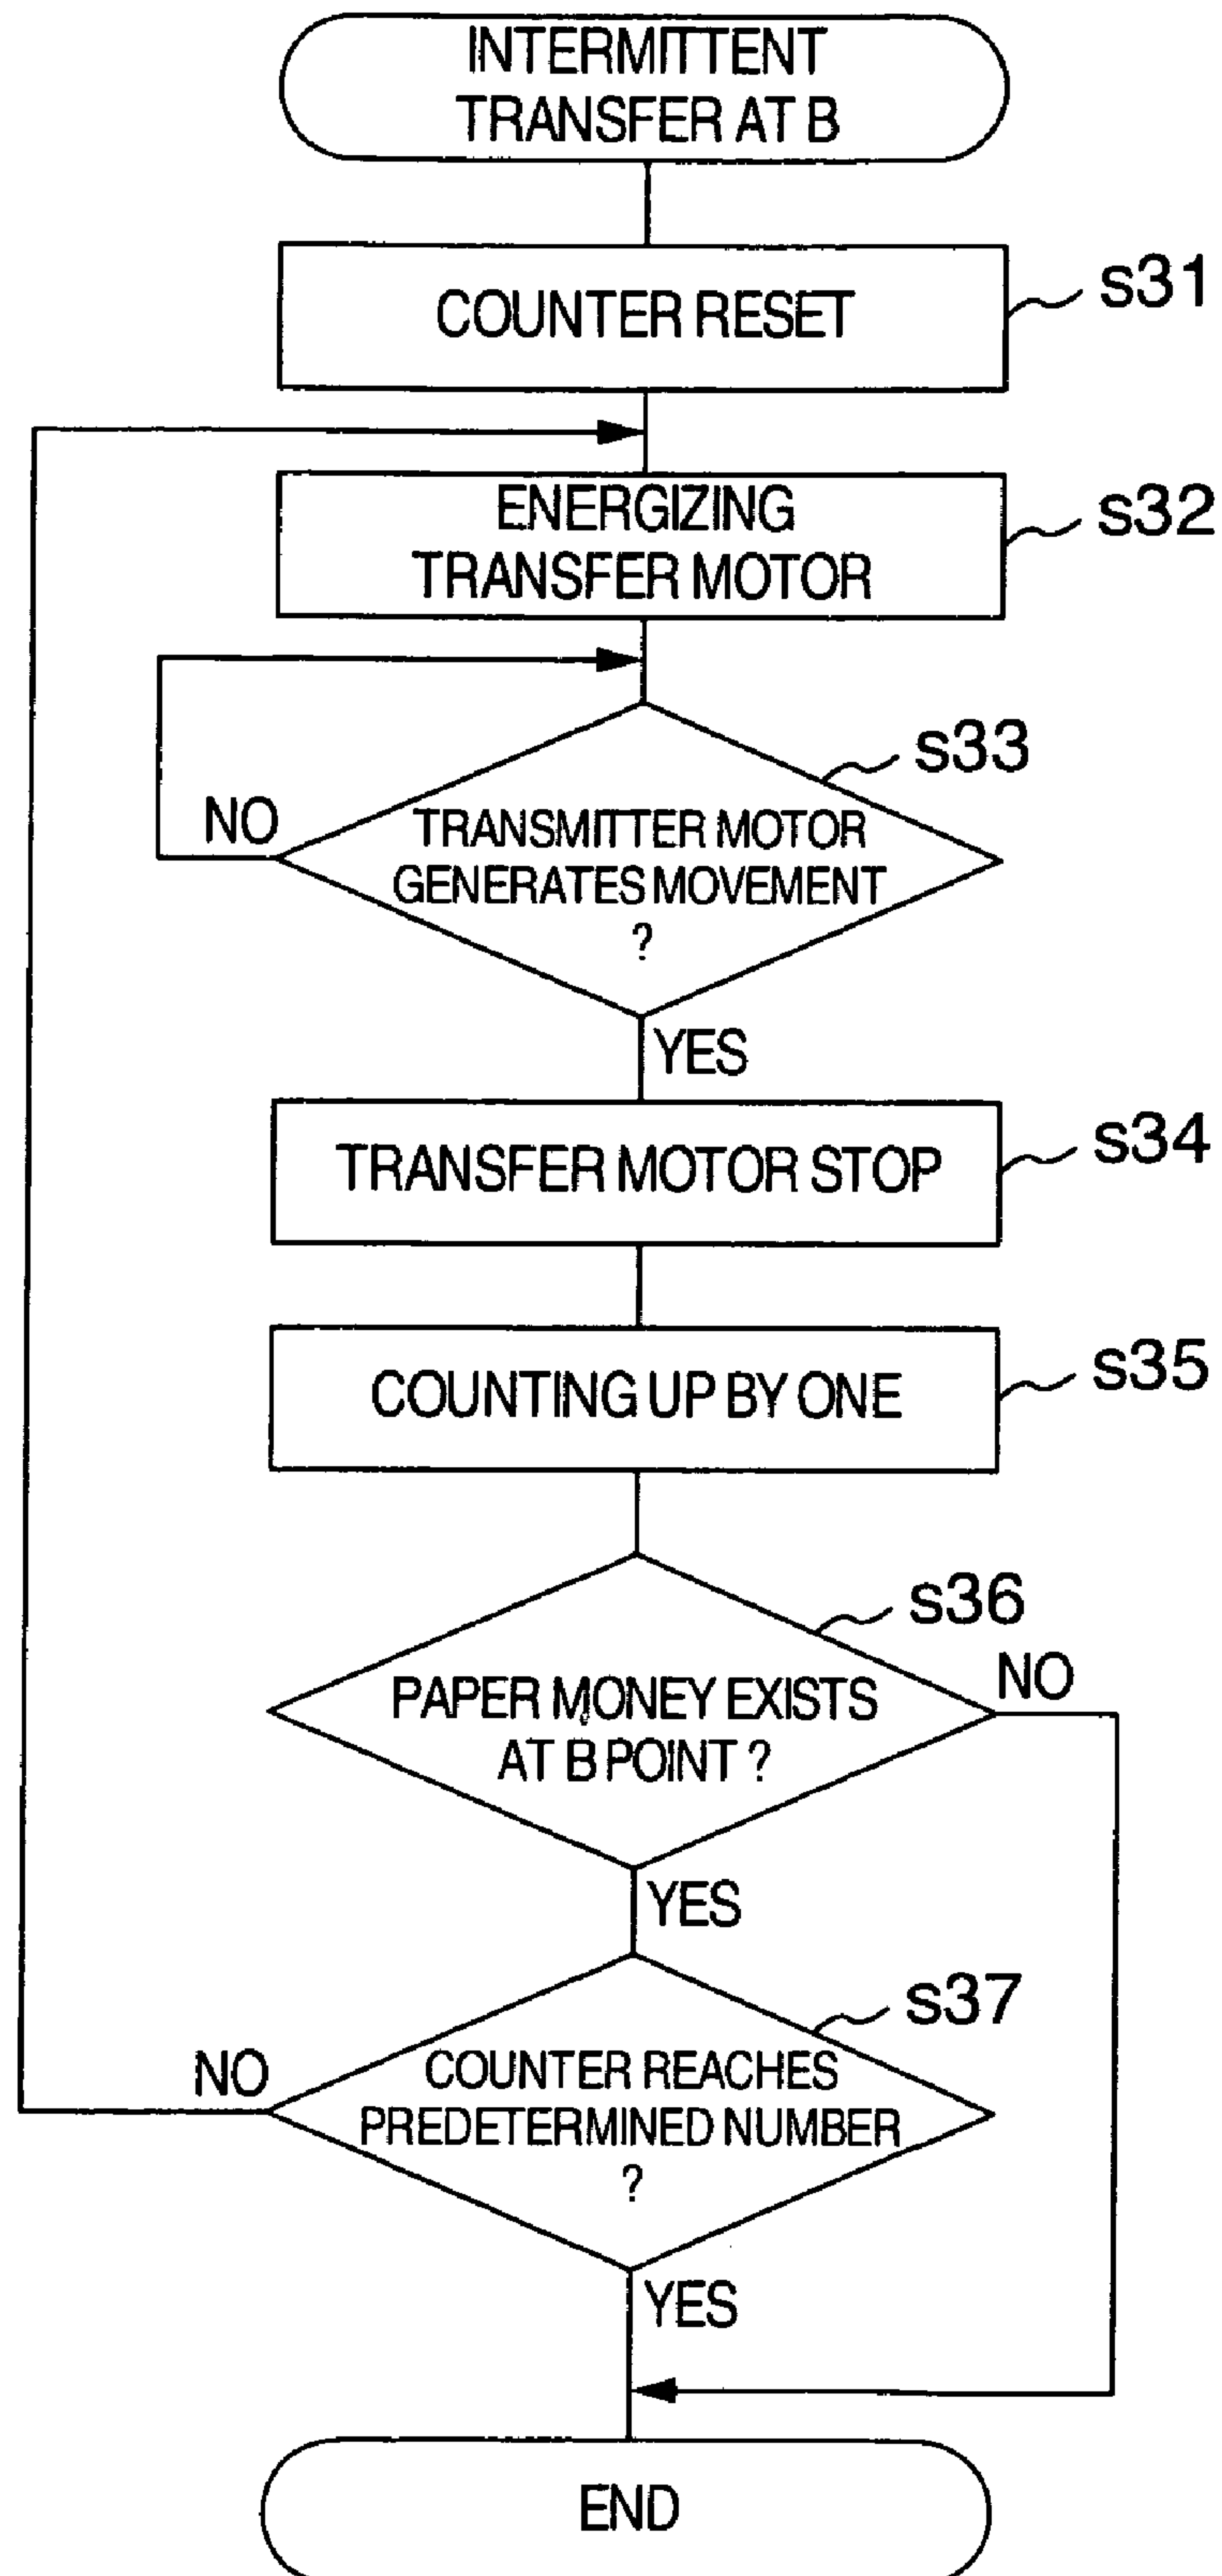 INTERMITTENT
TRANSFER AT B
COUNTER RESET
s31
ENERGIZING
TRANSFER MOTOR
s32
s33
NO
TRANSMITTER MOTOR
GENERATES MOVEMENT
?
YES
TRANSFER MOTOR STOP
s34
COUNTING UP BY ONE
s35
s36
NO
PAPER MONEY EXISTS
AT B POINT ?
YES
s37
NO
COUNTER REACHES
PREDETERMINED NUMBER
?
YES
END